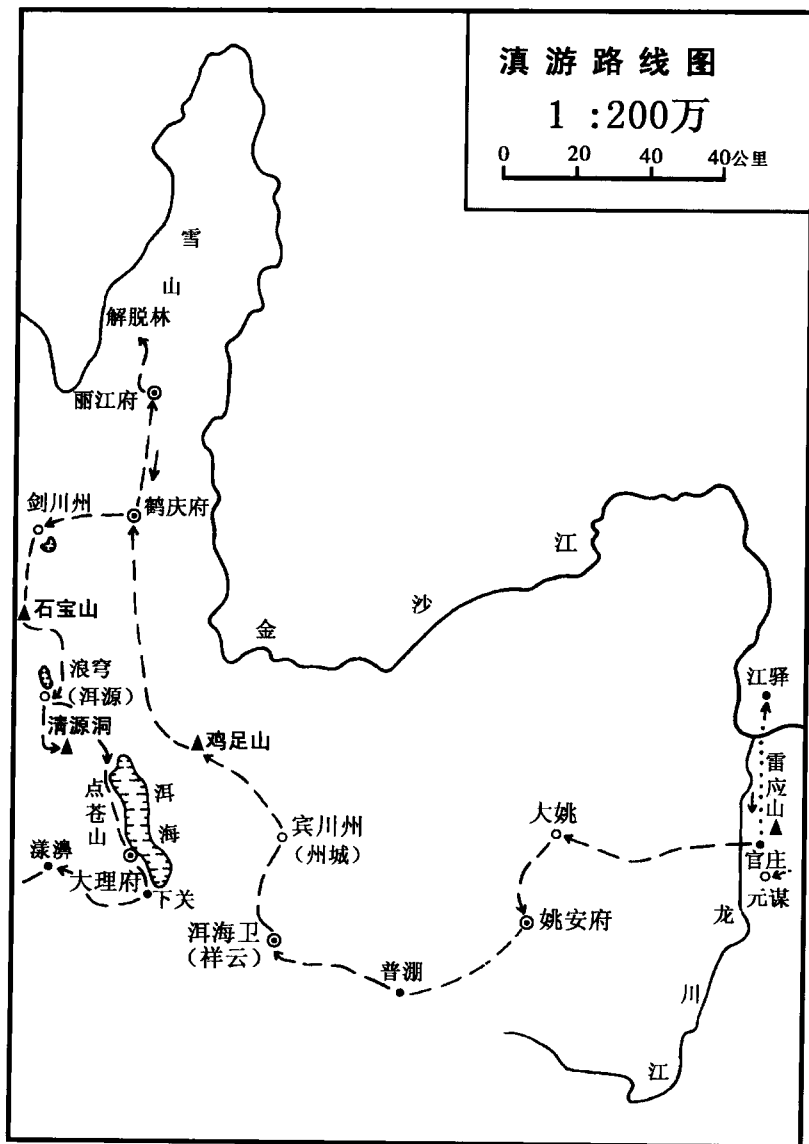 滇游路线图
1:200万
0 20 40 40公里
雪山
解脱林
丽江府
剑川州
鹤庆府
石宝山
金沙江
浪穹
(洱源)
清源洞
鸡足山
江驿
雷应山
点苍山
洱海
宾川州
(州城)
大姚
官庄
元谋
漾濞
大理府
下关
洱海卫
(祥云)
姚安府
普淜
龙川江